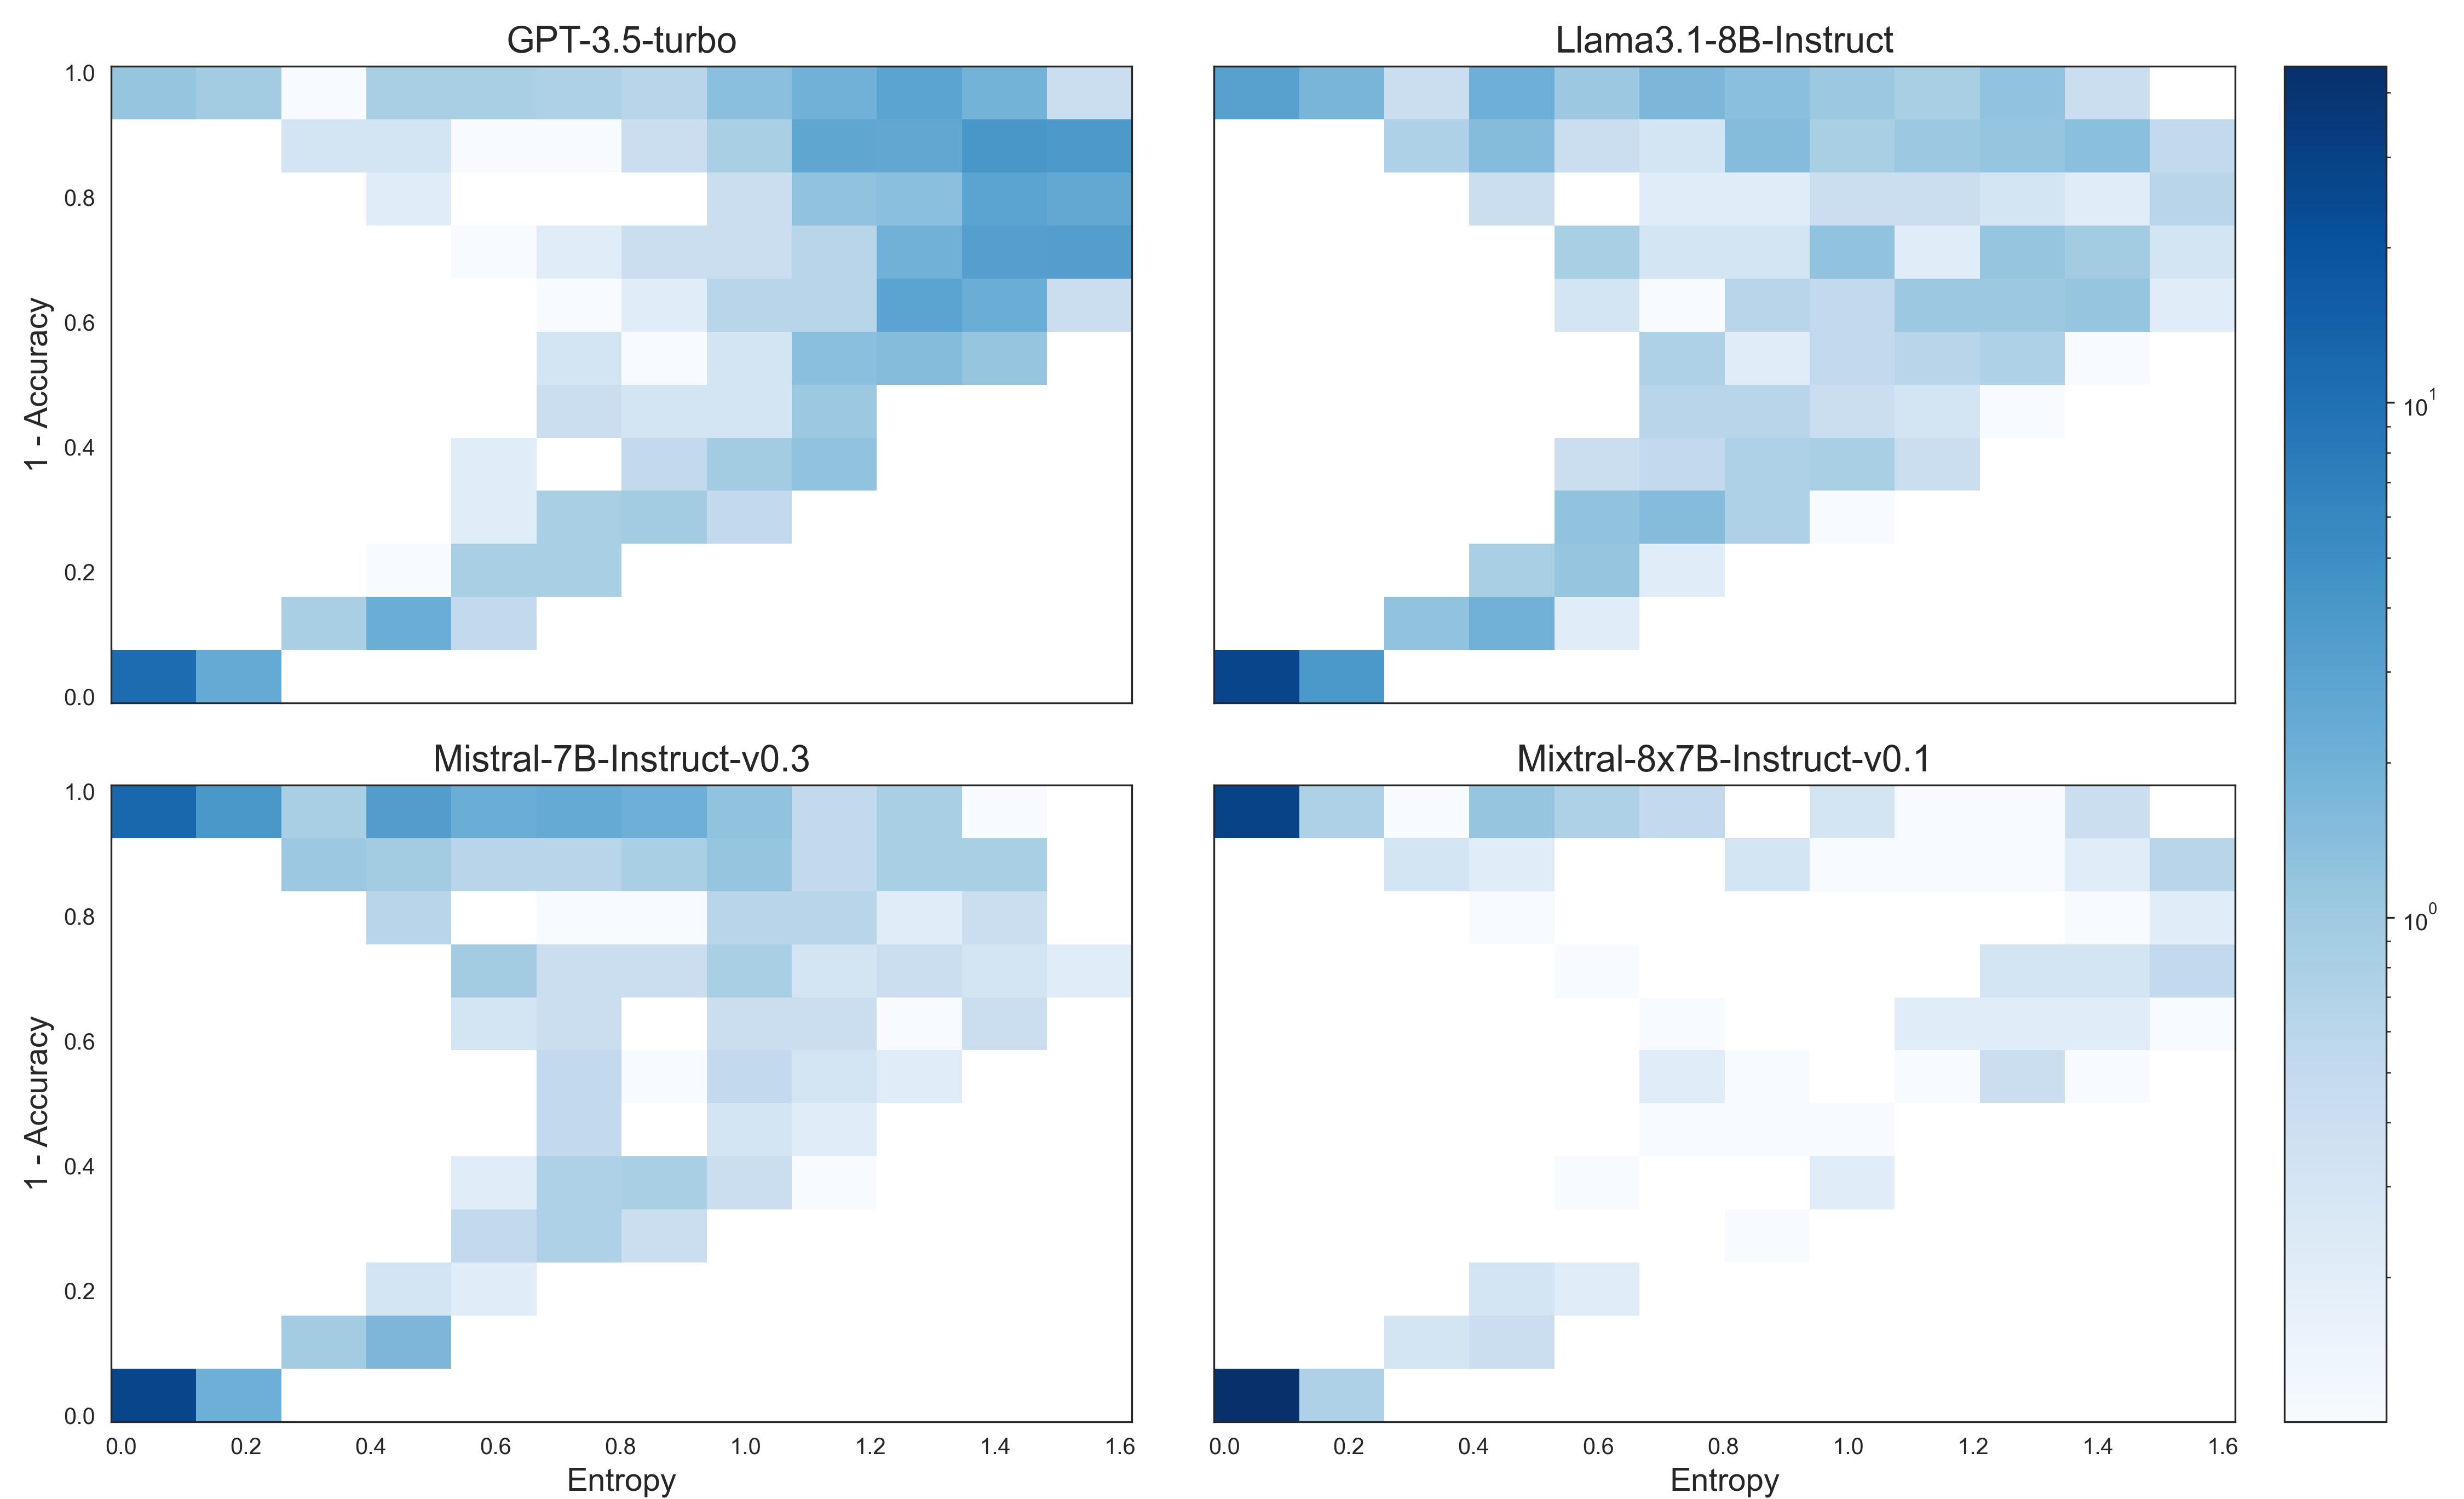 GPT-3.5-turbo
Llama3.1-8B-Instruct
1.0
0.8
0.6
0.4
0.2
0.0
1 - Accuracy
10^1
10^0
Mistral-7B-Instruct-v0.3
Mixtral-8x7B-Instruct-v0.1
1.0
0.8
0.6
0.4
0.2
0.0
1 - Accuracy
0.0 0.2 0.4 0.6 0.8 1.0 1.2 1.4 1.6
Entropy
0.0 0.2 0.4 0.6 0.8 1.0 1.2 1.4 1.6
Entropy